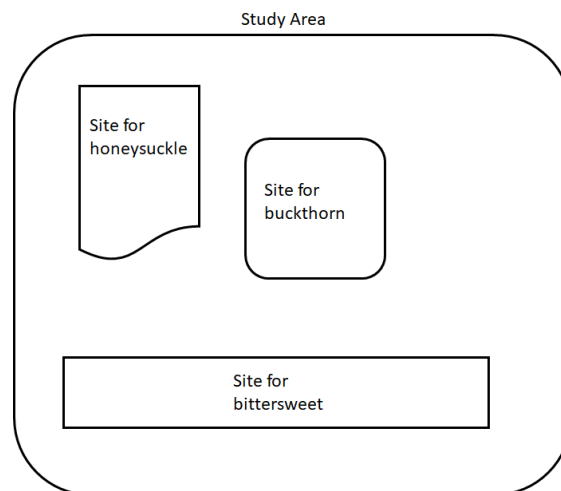 Study Area
Site for
honeysuckle
Site for
buckthorn
Site for
bittersweet